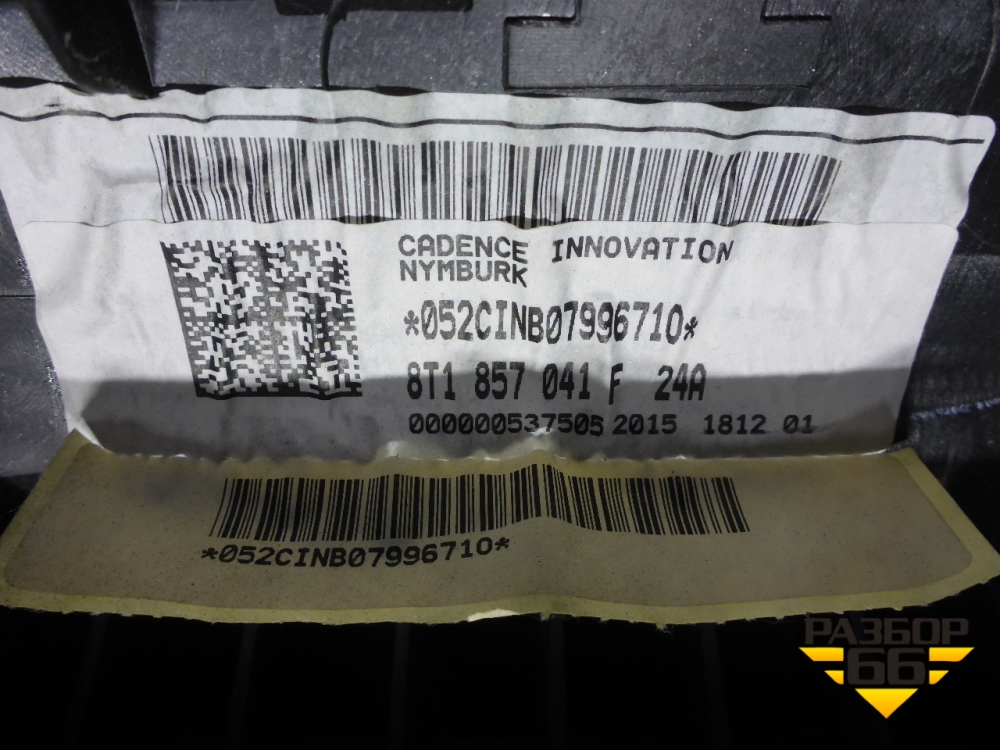 CADENCE INNOVATION
NYMBURK
*052CINB07996710*
8T1 857 041 F 24A
000000537505 2015 1812 01
*052CINB07996710*
РАЗБОР
66